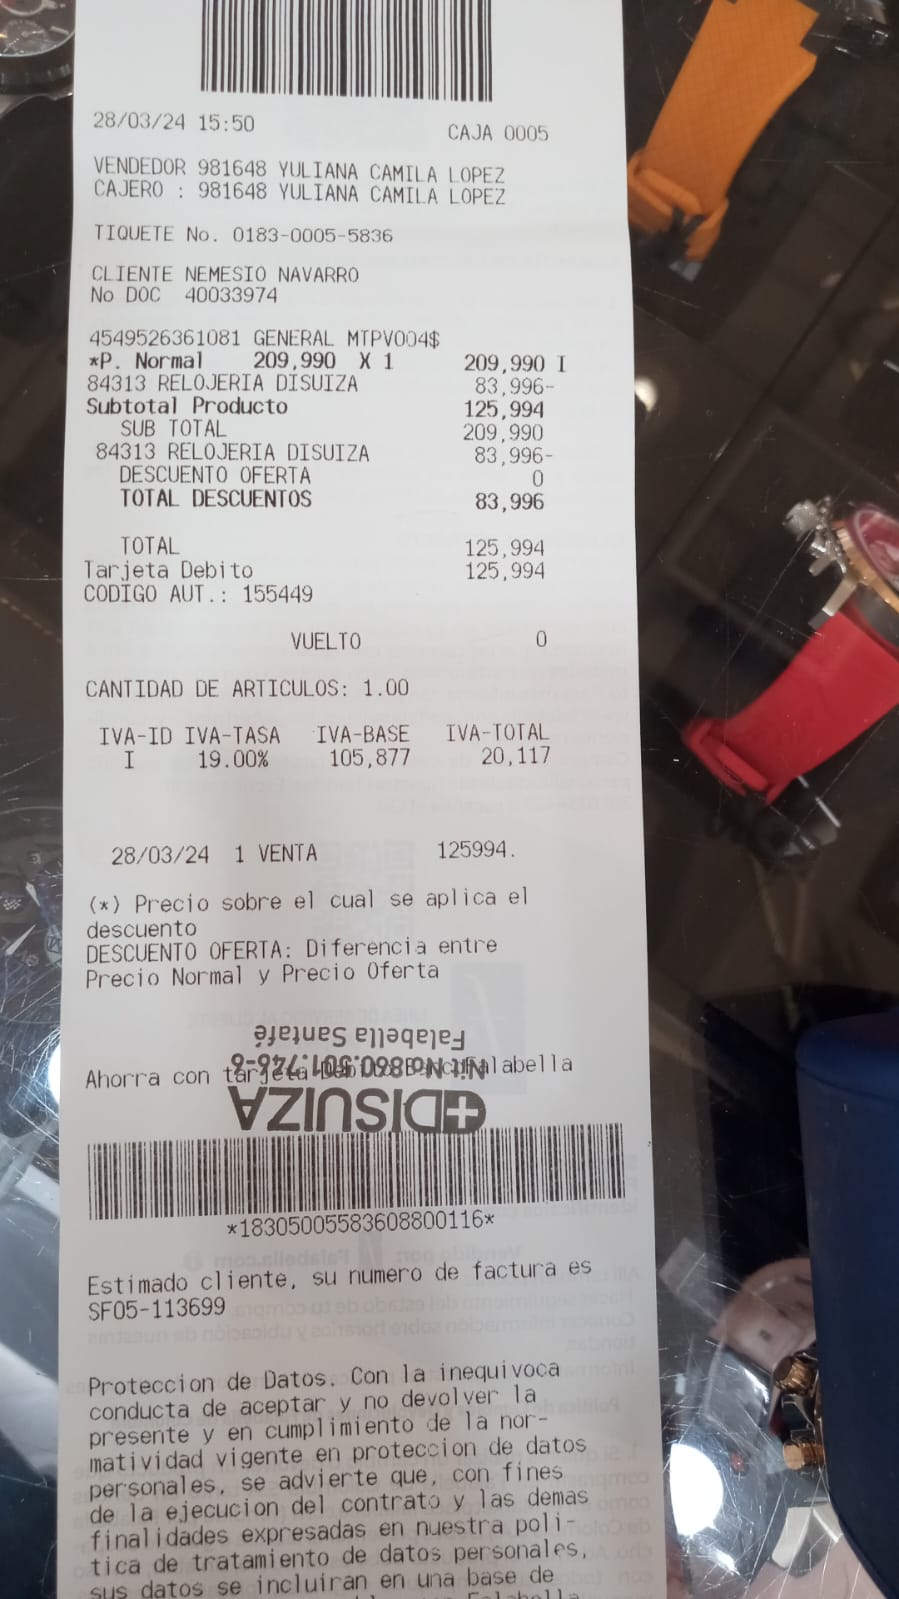 28/03/24 15:50 CAJA 0005
VENDEDOR 981648 YULIANA CAMILA LOPEZ
CAJERO : 981648 YULIANA CAMILA LOPEZ
TIQUETE No. 0183-0005-5836
CLIENTE NEMESIO NAVARRO
No DOC 40033974
4549526361081 GENERAL MTPV004$
*P. Normal 209,990 X 1 209,990 I
84313 RELOJERIA DISUIZA 83,996-
Subtotal Producto 125,994
SUB TOTAL 209,990
84313 RELOJERIA DISUIZA 83,996-
DESCUENTO OFERTA 0
TOTAL DESCUENTOS 83,996
TOTAL 125,994
Tarjeta Debito 125,994
CODIGO AUT.: 155449
VUELTO 0
CANTIDAD DE ARTICULOS: 1.00
IVA-ID IVA-TASA IVA-BASE IVA-TOTAL
I 19.00% 105,877 20,117
28/03/24 1 VENTA 125994.
(*) Precio sobre el cual se aplica el
descuento
DESCUENTO OFERTA: Diferencia entre
Precio Normal y Precio Oferta
Falabella Santafé
Ahorra con tarjeta
DISUIZA
*18305005583608800116*
Estimado cliente, su numero de factura es
SF05-113699
Proteccion de Datos. Con la inequivoca
conducta de aceptar y no devolver la
presente y en cumplimiento de la nor-
matividad vigente en proteccion de datos
personales, se advierte que, con fines
de la ejecucion del contrato y las demas
finalidades expresadas en nuestra poli-
tica de tratamiento de datos personales,
sus datos se incluiran en una base de